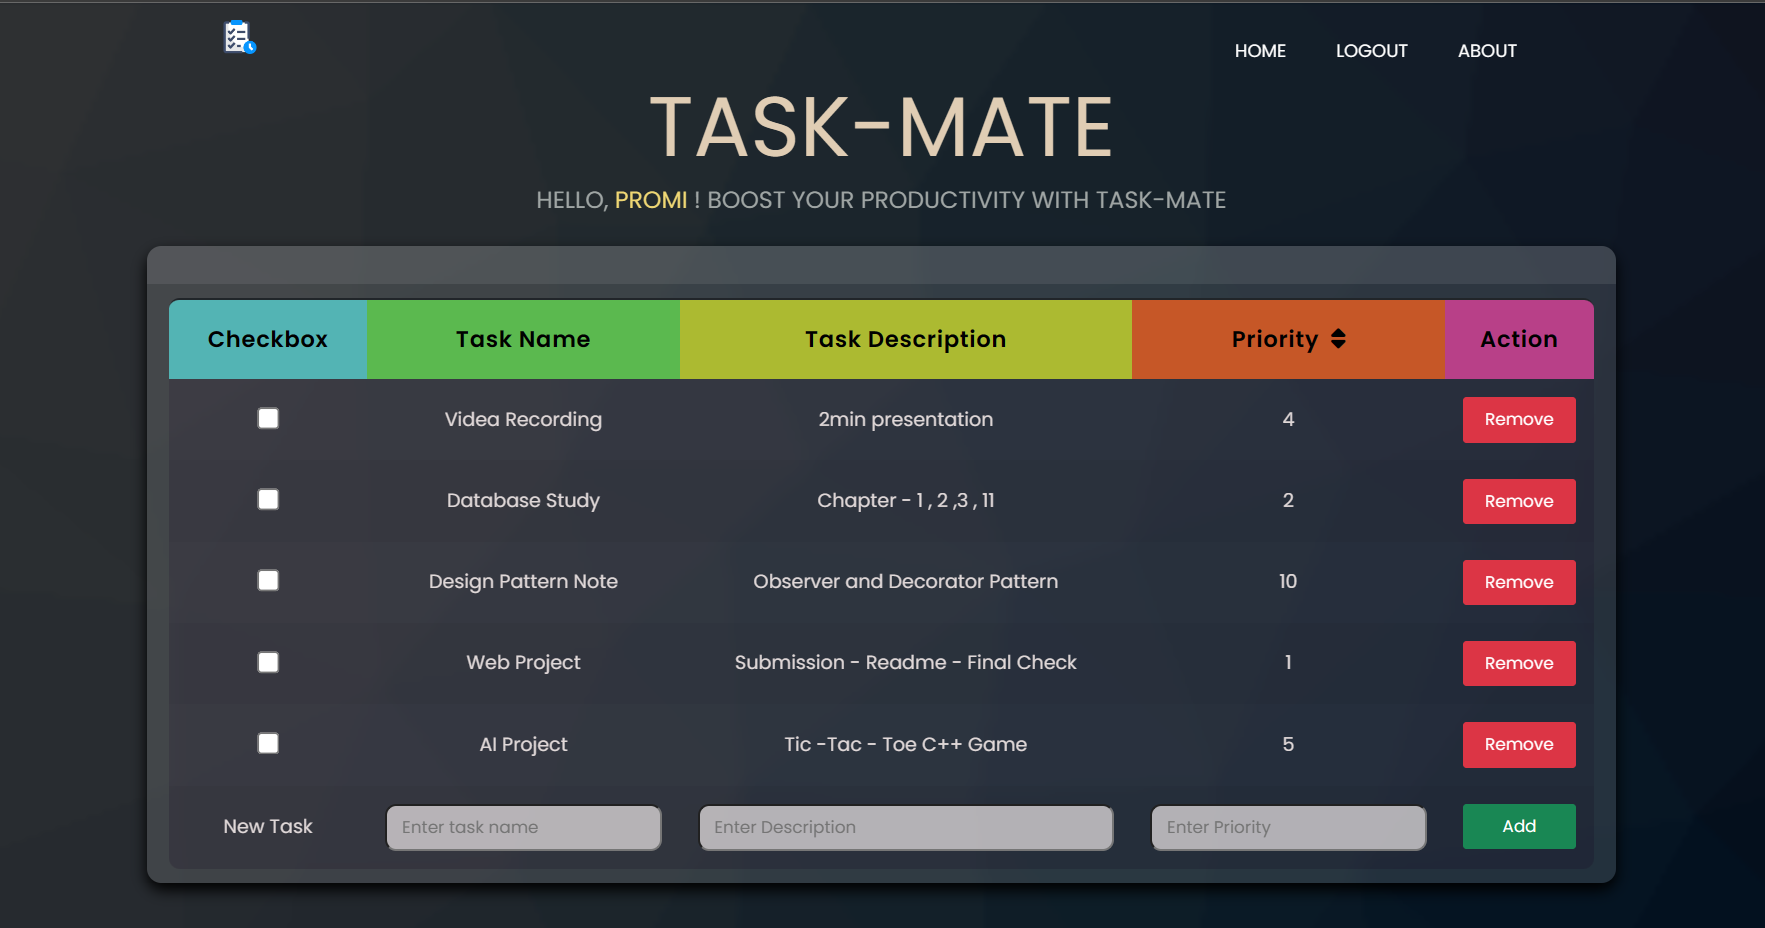 HOME LOGOUT ABOUT
TASK-MATE
HELLO, PROMI ! BOOST YOUR PRODUCTIVITY WITH TASK-MATE
Checkbox Task Name Task Description Priority Action
Videa Recording 2min presentation 4 Remove
Database Study Chapter - 1 , 2 ,3 , 11 2 Remove
Design Pattern Note Observer and Decorator Pattern 10 Remove
Web Project Submission - Readme - Final Check 1 Remove
AI Project Tic -Tac - Toe C++ Game 5 Remove
New Task Enter task name Enter Description Enter Priority Add